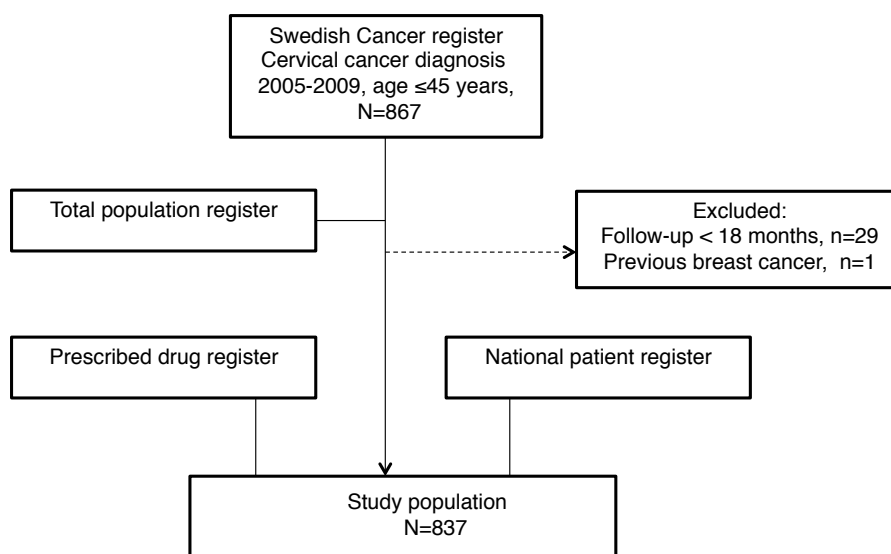 Swedish Cancer register
Cervical cancer diagnosis
2005-2009, age ≤45 years,
N=867
Total population register
Excluded:
Follow-up < 18 months, n=29
Previous breast cancer, n=1
Prescribed drug register
National patient register
Study population
N=837